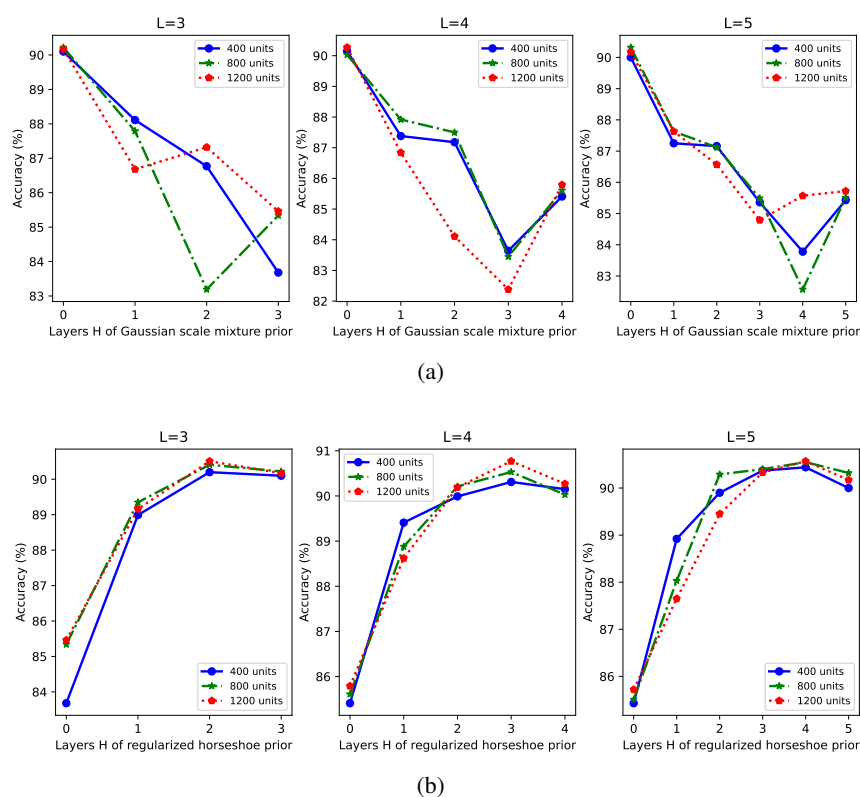 L=3
Accuracy (%)
90
89
88
87
86
85
84
83
400 units
800 units
1200 units
0 1 2 3
Layers H of Gaussian scale mixture prior
L=4
Accuracy (%)
90
89
88
87
86
85
84
83
82
400 units
800 units
1200 units
0 1 2 3 4
Layers H of Gaussian scale mixture prior
L=5
Accuracy (%)
90
89
88
87
86
85
84
83
400 units
800 units
1200 units
0 1 2 3 4 5
Layers H of Gaussian scale mixture prior
(a)
L=3
Accuracy (%)
90
89
88
87
86
85
84
400 units
800 units
1200 units
0 1 2 3
Layers H of regularized horseshoe prior
L=4
Accuracy (%)
91
90
89
88
87
86
400 units
800 units
1200 units
0 1 2 3 4
Layers H of regularized horseshoe prior
L=5
Accuracy (%)
90
89
88
87
86
400 units
800 units
1200 units
0 1 2 3 4 5
Layers H of regularized horseshoe prior
(b)